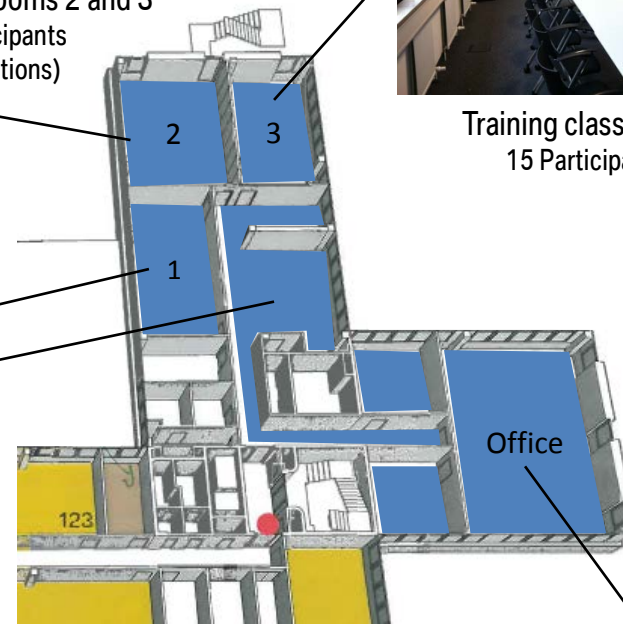 ooms 2 and 3
cipants
tions)
Training class
15 Participa
2
3
1
Office
123